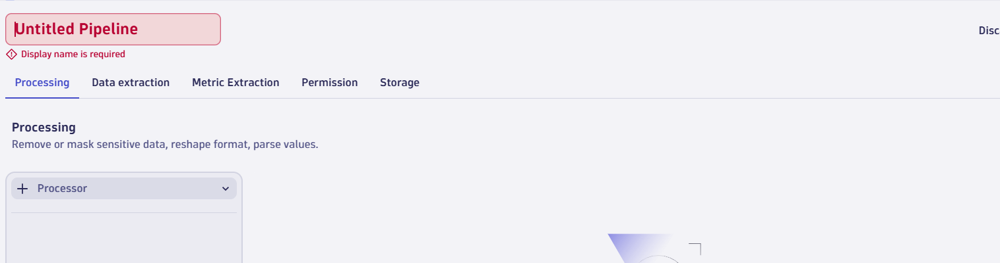 Untitled Pipeline
Disc
Display name is required
Processing Data extraction Metric Extraction Permission Storage
Processing
Remove or mask sensitive data, reshape format, parse values.
Processor